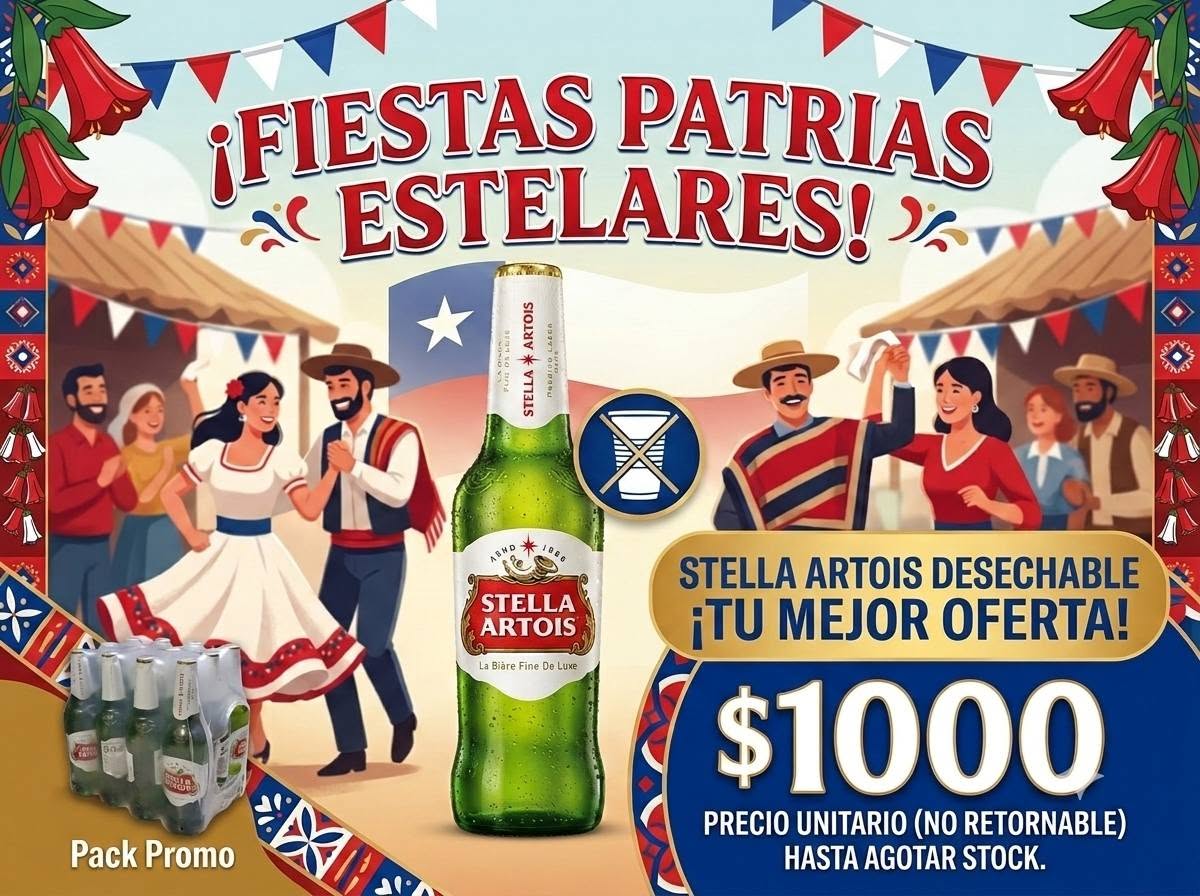 ¡FIESTAS PATRIAS
ESTELARES!
STELLA ARTOIS
ANNO 1366
STELLA
ARTOIS
La Bière Fine De Luxe
STELLA ARTOIS DESECHABLE
¡TU MEJOR OFERTA!
$1000
PRECIO UNITARIO (NO RETORNABLE)
HASTA AGOTAR STOCK.
Pack Promo